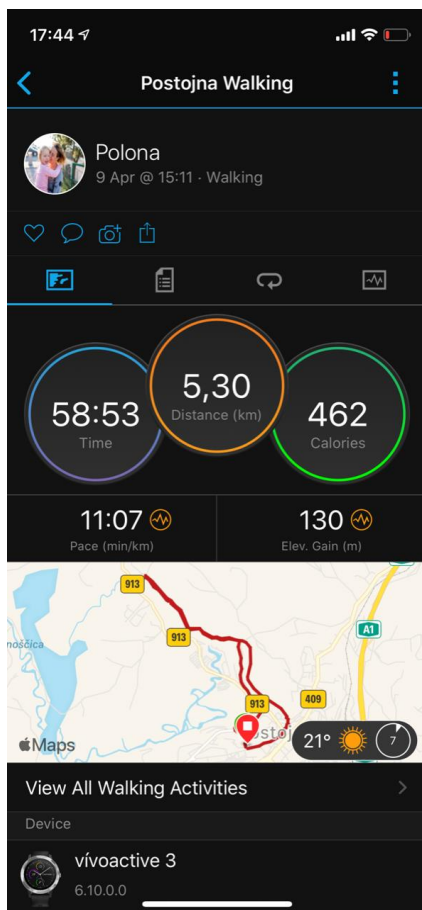 17:44
Postojna Walking
Polona
9 Apr @ 15:11 · Walking
58:53
Time
5,30
Distance (km)
462
Calories
11:07
Pace (min/km)
130
Elev. Gain (m)
913
noščica
913
A1
913
409
Postoj
21°
7
Maps
View All Walking Activities
Device
vívoactive 3
6.10.0.0